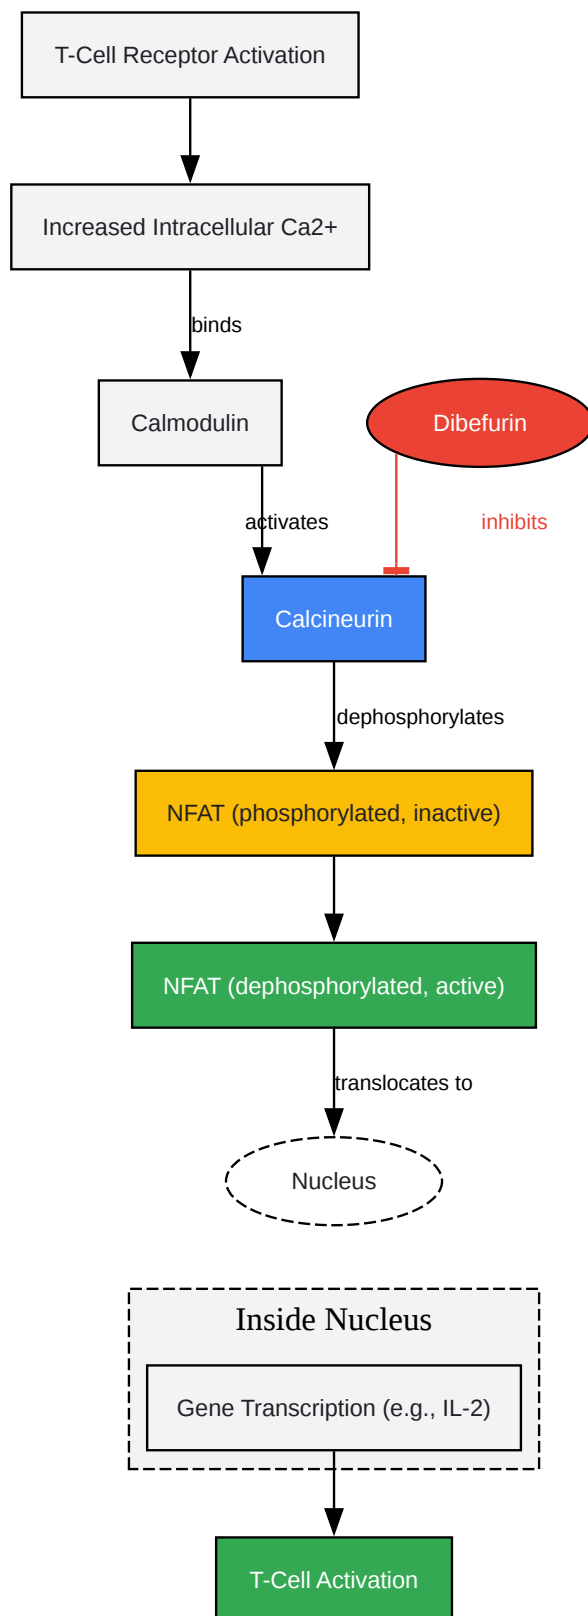 T-Cell Receptor Activation
Increased Intracellular Ca2+
binds
Calmodulin
Dibefurin
activates
inhibits
Calcineurin
dephosphorylates
NFAT (phosphorylated, inactive)
NFAT (dephosphorylated, active)
translocates to
Nucleus
Inside Nucleus
Gene Transcription (e.g., IL-2)
T-Cell Activation